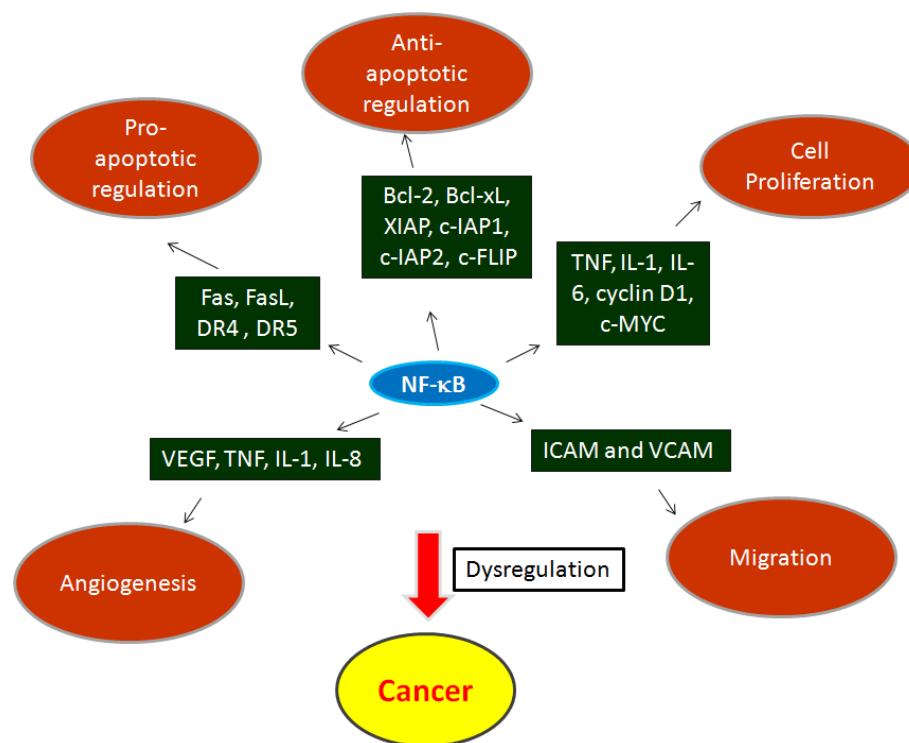 Anti-
apoptotic
regulation
Pro-
apoptotic
regulation
Cell
Proliferation
Bcl-2, Bcl-xL,
XIAP, c-IAP1,
c-IAP2, c-FLIP
TNF, IL-1, IL-
6, cyclin D1,
c-MYC
Fas, FasL,
DR4 , DR5
NF-κB
VEGF, TNF, IL-1, IL-8
ICAM and VCAM
Angiogenesis
Dysregulation
Migration
Cancer